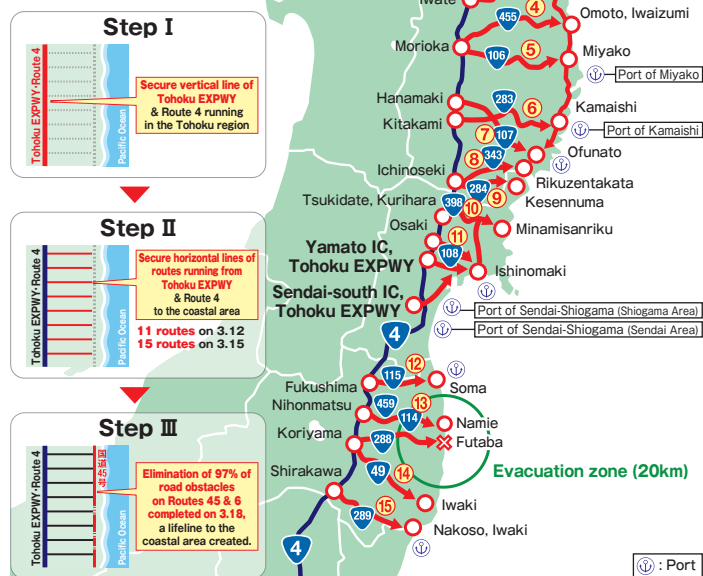 Step Ⅰ
Tohoku EXPWY·Route 4
Pacific Ocean
Secure vertical line of
Tohoku EXPWY
& Route 4 running
in the Tohoku region
Step Ⅱ
Tohoku EXPWY·Route 4
Pacific Ocean
Secure horizontal lines of
routes running from
Tohoku EXPWY
& Route 4
to the coastal area
11 routes on 3.12
15 routes on 3.15
Step Ⅲ
Tohoku EXPWY·Route 4
国道45号
Pacific Ocean
Elimination of 97% of
road obstacles
on Routes 45 & 6
completed on 3.18,
a lifeline to the
coastal area created.
Iwate
4
455
Omoto, Iwaizumi
Morioka
5
106
Miyako
Port of Miyako
Hanamaki
283
6
Kamaishi
Kitakami
Port of Kamaishi
7
107
Ofunato
8
343
Ichinoseki
Rikuzentakata
284
9
Kesennuma
Tsukidate, Kurihara
398
10
Minamisanriku
Osaki
11
Yamato IC,
Tohoku EXPWY
108
Ishinomaki
Sendai-south IC,
Tohoku EXPWY
Port of Sendai-Shiogama (Shiogama Area)
Port of Sendai-Shiogama (Sendai Area)
4
12
115
Fukushima
Soma
Nihonmatsu
459
13
114
Namie
Koriyama
288
Futaba
Evacuation zone (20km)
Shirakawa
49
14
Iwaki
15
289
Nakoso, Iwaki
4
: Port